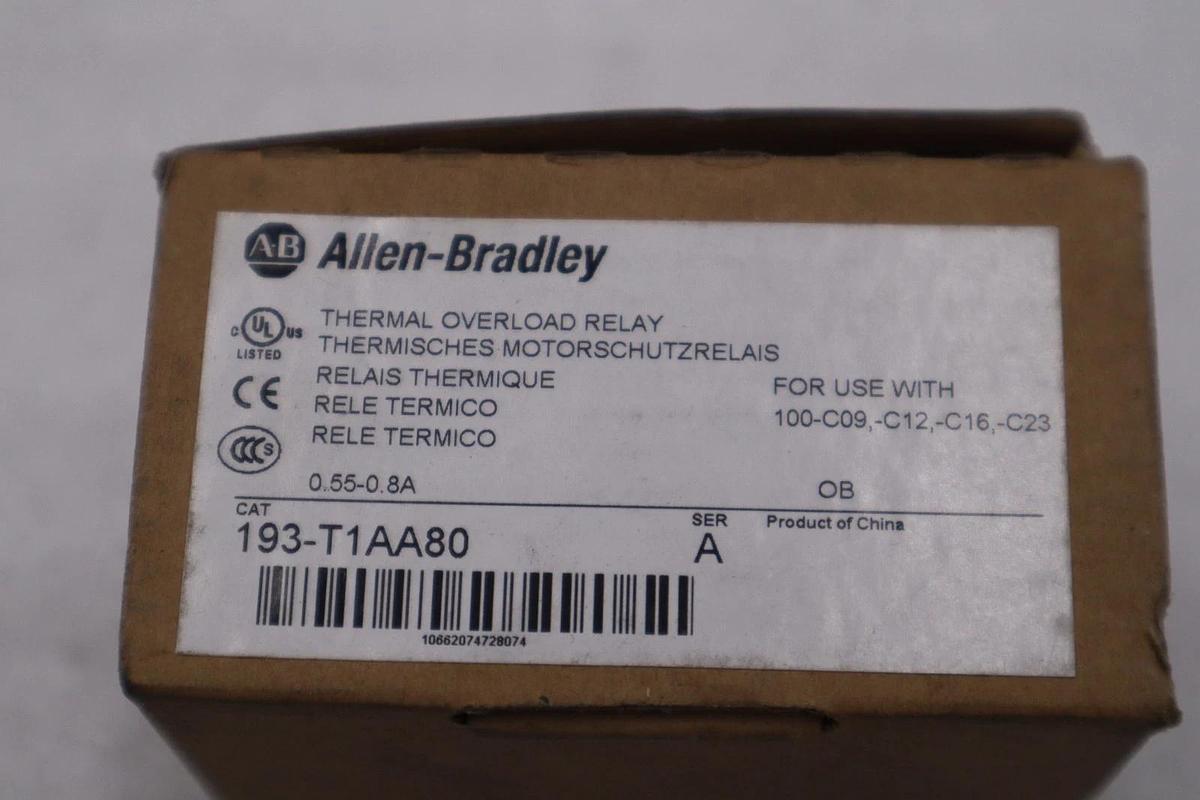 A-B Allen-Bradley
C UL US
LISTED
THERMAL OVERLOAD RELAY
THERMISCHES MOTORSCHUTZRELAIS
RELAIS THERMIQUE
RELE TERMICO
RELE TERMICO
CE
CCC S
FOR USE WITH
100-C09,-C12,-C16,-C23
0.55-0.8A
OB
CAT
193-T1AA80
SER
A
Product of China
10662074728074